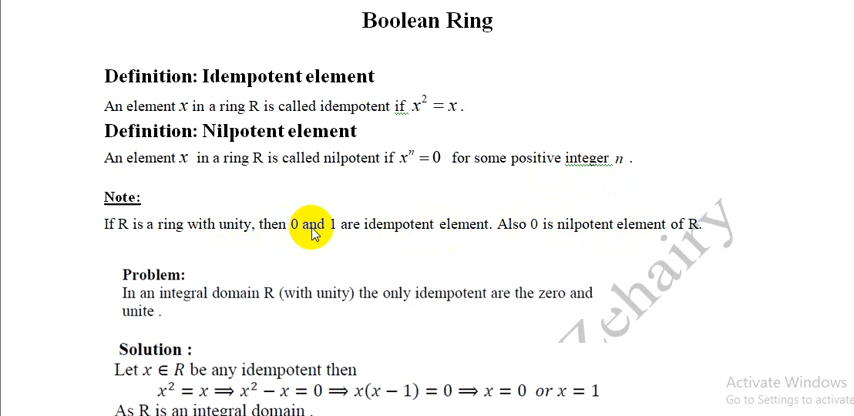 Boolean Ring
Definition: Idempotent element
An element x in a ring R is called idempotent if x² = x.
Definition: Nilpotent element
An element x in a ring R is called nilpotent if xⁿ = 0 for some positive integer n .
Note:
If R is a ring with unity, then 0 and 1 are idempotent element. Also 0 is nilpotent element of R.
Problem:
In an integral domain R (with unity) the only idempotent are the zero and
unite .
Solution :
Let x ∈ R be any idempotent then
x² = x ⟹ x² − x = 0 ⟹ x(x − 1) = 0 ⟹ x = 0 or x = 1
As R is an integral domain .
Zehairy
Activate Windows
Go to Settings to activate